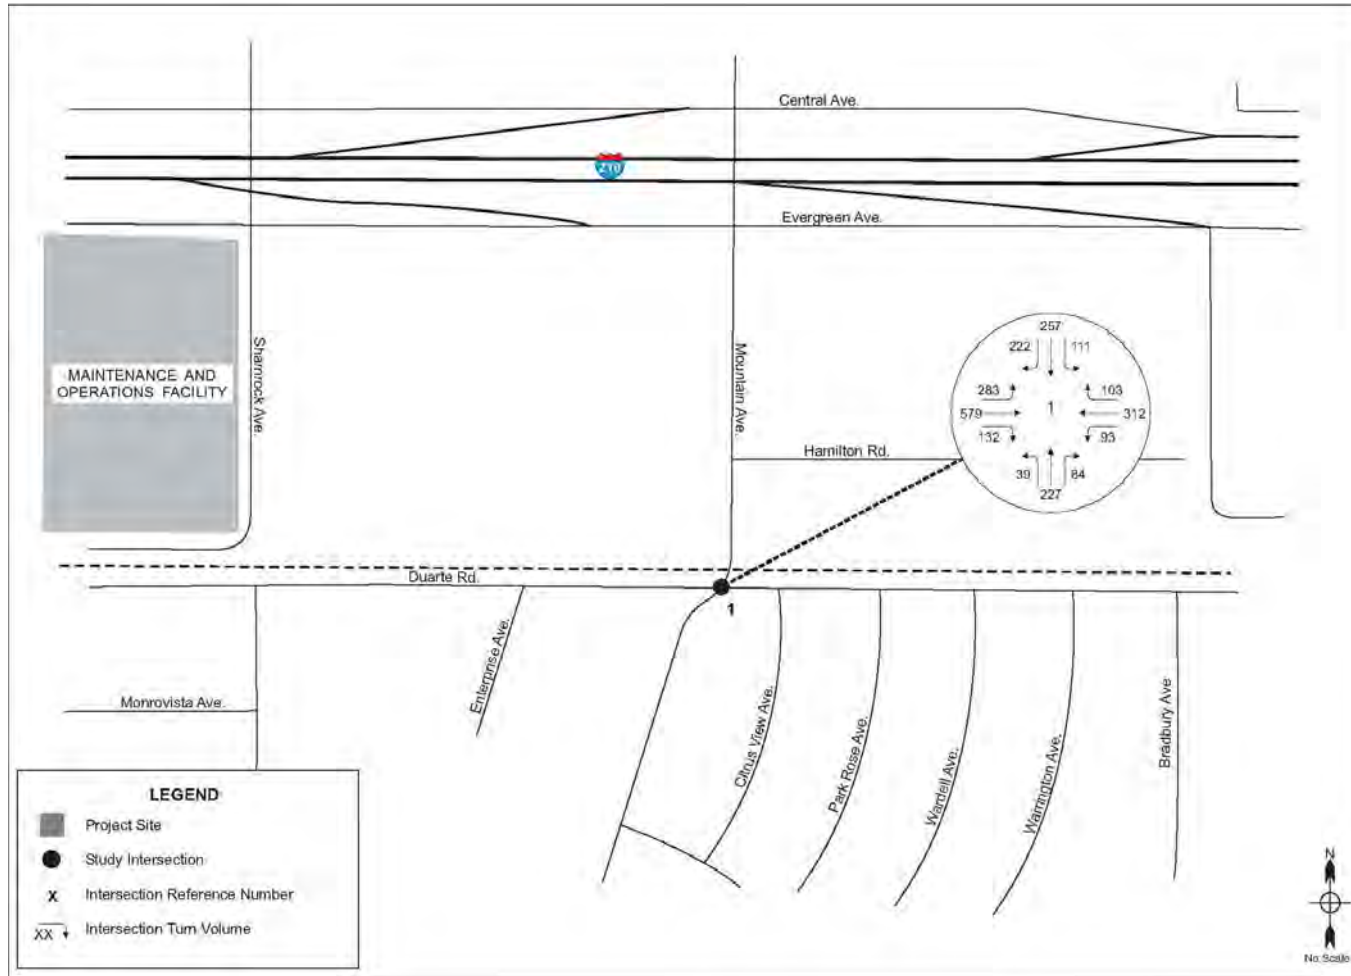 Central Ave.
210
Evergreen Ave.
Shamrock Ave.
MAINTENANCE AND
OPERATIONS FACILITY
Mountain Ave.
257
222
111
283
103
579
1
312
132
93
39
84
227
Hamilton Rd.
Duarte Rd.
1
Enterprise Ave.
Monrovista Ave.
Citrus View Ave.
Park Rose Ave.
Wardell Ave.
Warrington Ave.
Bradbury Ave
LEGEND
Project Site
Study Intersection
X Intersection Reference Number
XX Intersection Turn Volume
N
No Scale